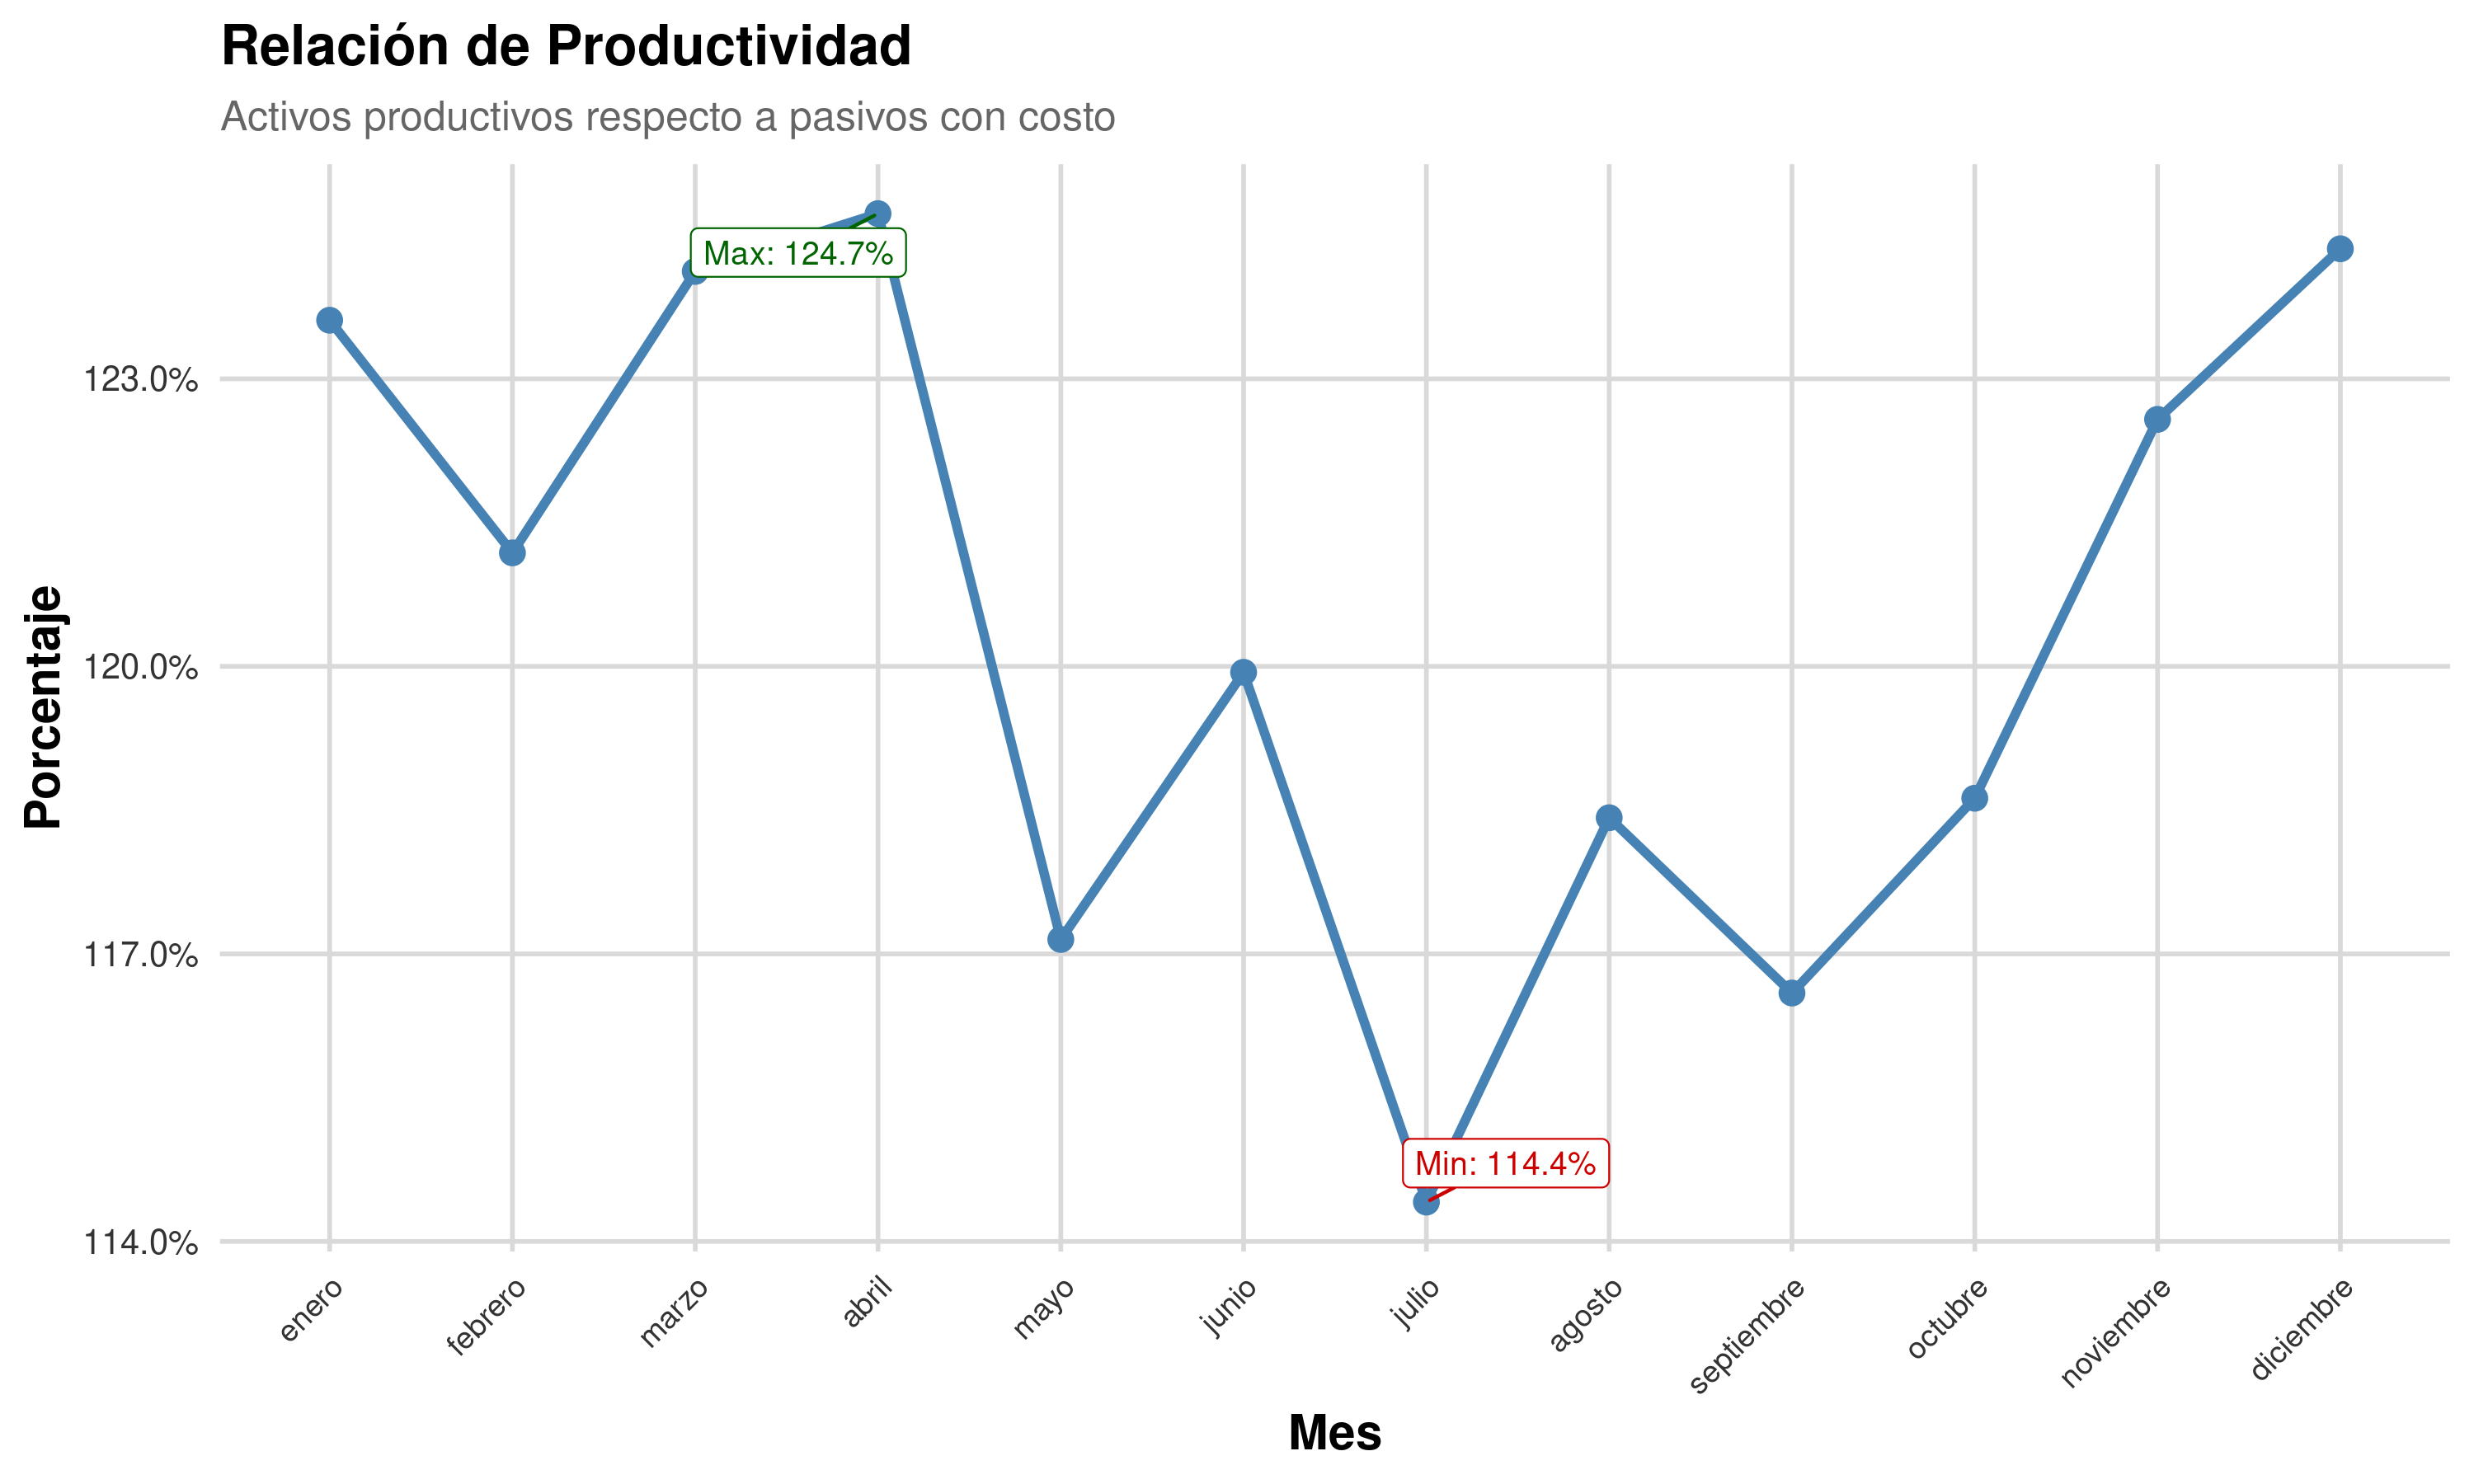 Relación de Productividad
Activos productivos respecto a pasivos con costo
Max: 124.7%
123.0%
120.0%
117.0%
114.0%
Min: 114.4%
Porcentaje
enero
febrero
marzo
abril
mayo
junio
julio
agosto
septiembre
octubre
noviembre
diciembre
Mes